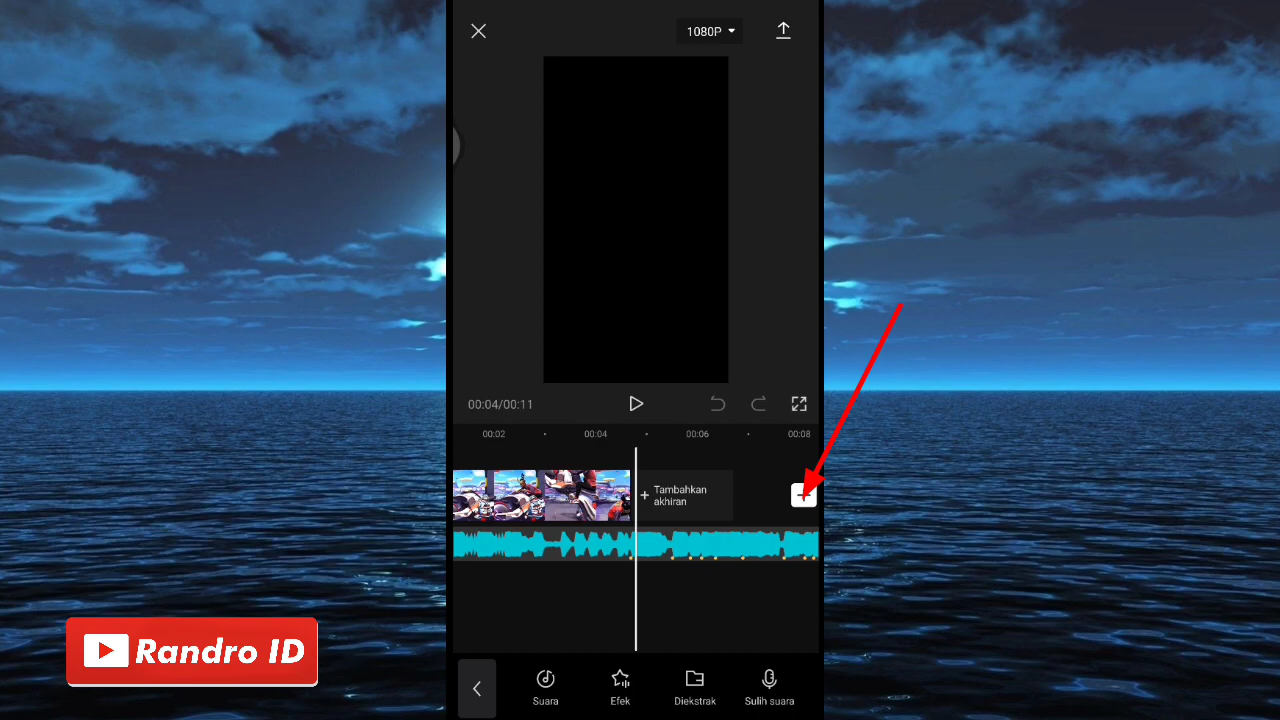 1080P
00:04/00:11
00:02
00:04
00:06
00:08
Tambahkan
akhiran
Randro ID
Suara
Efek
Diekstrak
Sulih suara